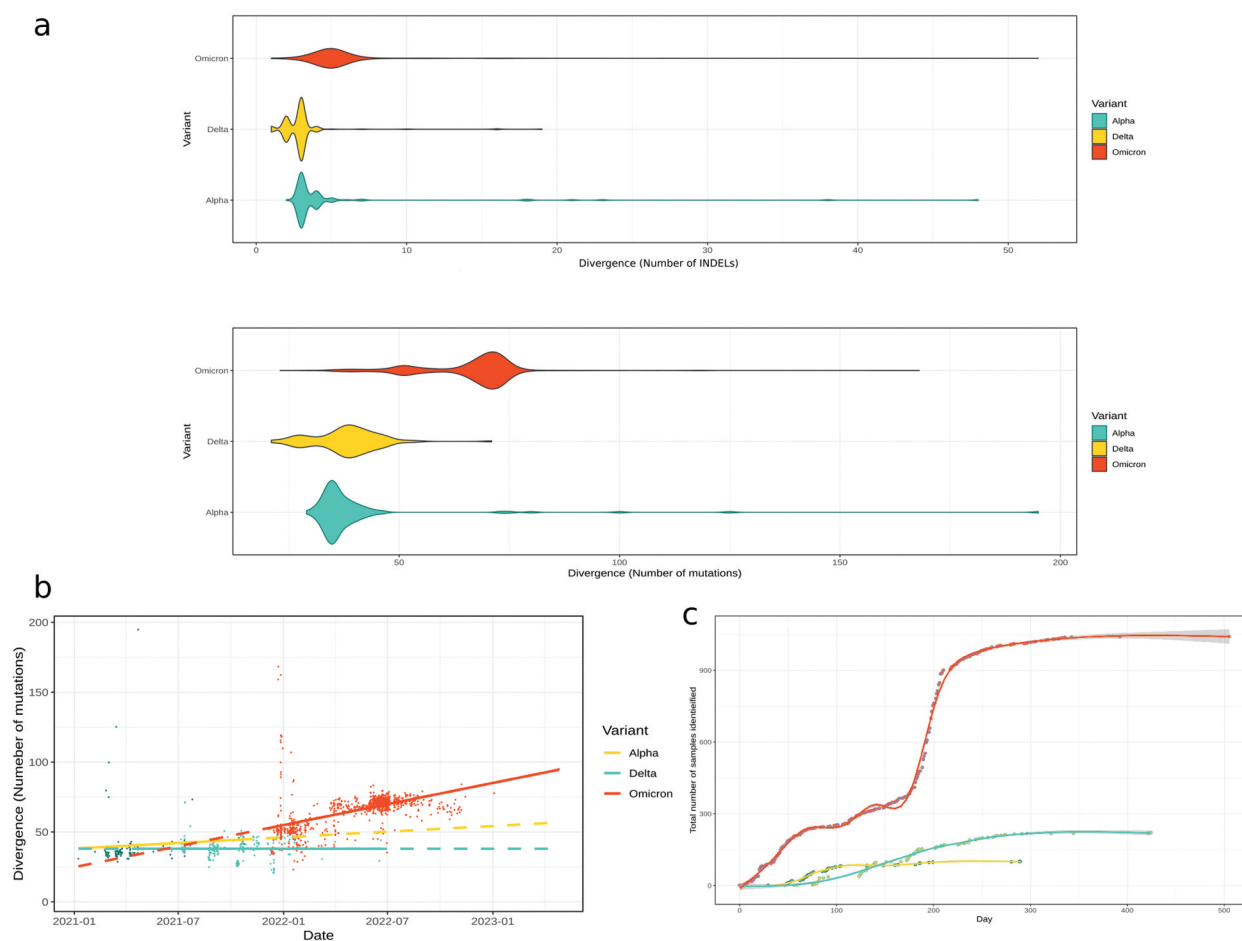 a
Omicron
Delta
Alpha
Variant
0 10 20 30 40 50
Divergence (Number of INDELs)
Variant
Alpha
Delta
Omicron
Omicron
Delta
Alpha
Variant
50 100 150 200
Divergence (Number of mutations)
Variant
Alpha
Delta
Omicron
b
200
150
100
50
0
Divergence (Numeber of mutations)
2021-01 2021-07 2022-01 2022-07 2023-01
Date
Variant
Alpha
Delta
Omicron
c
900
600
300
0
Total number of samples identieified
0 100 200 300 400 500
Day